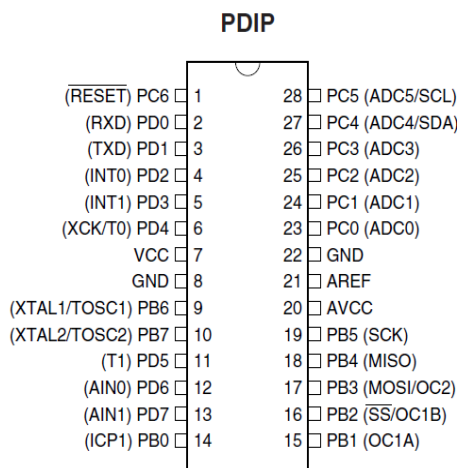 PDIP
(RESET) PC6 1 28 PC5 (ADC5/SCL)
(RXD) PD0 2 27 PC4 (ADC4/SDA)
(TXD) PD1 3 26 PC3 (ADC3)
(INT0) PD2 4 25 PC2 (ADC2)
(INT1) PD3 5 24 PC1 (ADC1)
(XCK/T0) PD4 6 23 PC0 (ADC0)
VCC 7 22 GND
GND 8 21 AREF
(XTAL1/TOSC1) PB6 9 20 AVCC
(XTAL2/TOSC2) PB7 10 19 PB5 (SCK)
(T1) PD5 11 18 PB4 (MISO)
(AIN0) PD6 12 17 PB3 (MOSI/OC2)
(AIN1) PD7 13 16 PB2 (SS/OC1B)
(ICP1) PB0 14 15 PB1 (OC1A)